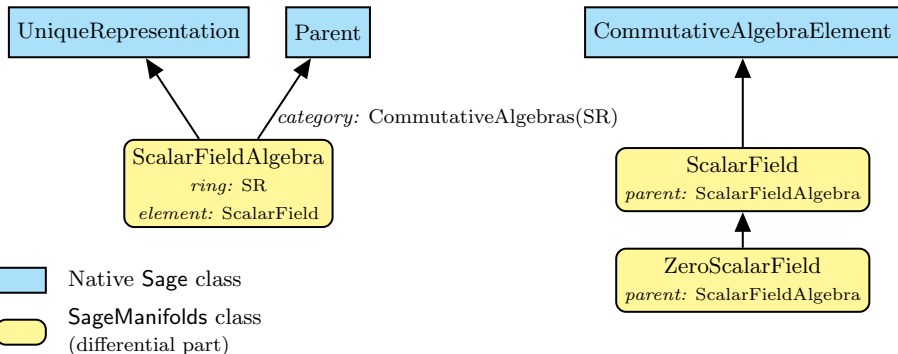 UniqueRepresentation
Parent
CommutativeAlgebraElement
category: CommutativeAlgebras(SR)
ScalarFieldAlgebra
ring: SR
element: ScalarField
ScalarField
parent: ScalarFieldAlgebra
ZeroScalarField
parent: ScalarFieldAlgebra
Native Sage class
SageManifolds class
(differential part)